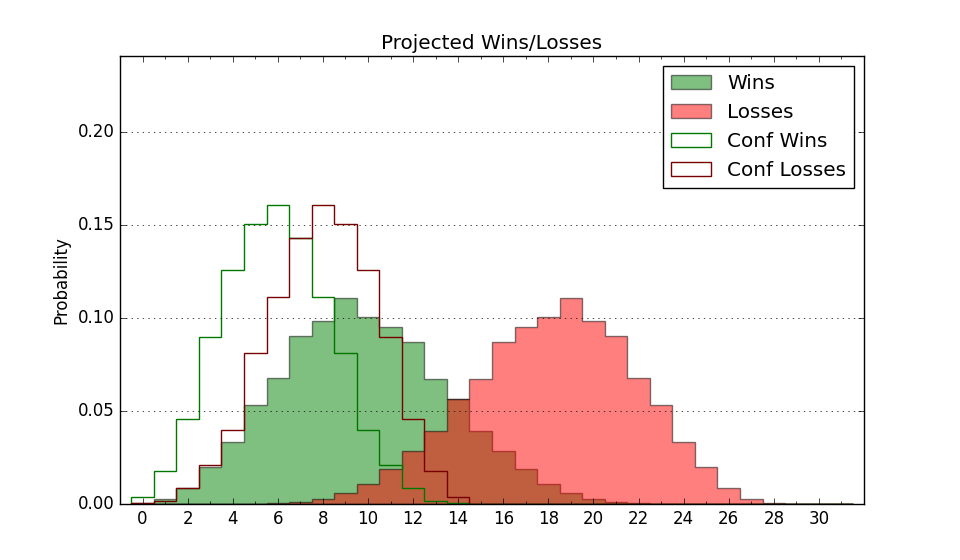 Projected Wins/Losses
Wins
Losses
Conf Wins
Conf Losses
Probability
0.20
0.15
0.10
0.05
0.00
0 2 4 6 8 10 12 14 16 18 20 22 24 26 28 30